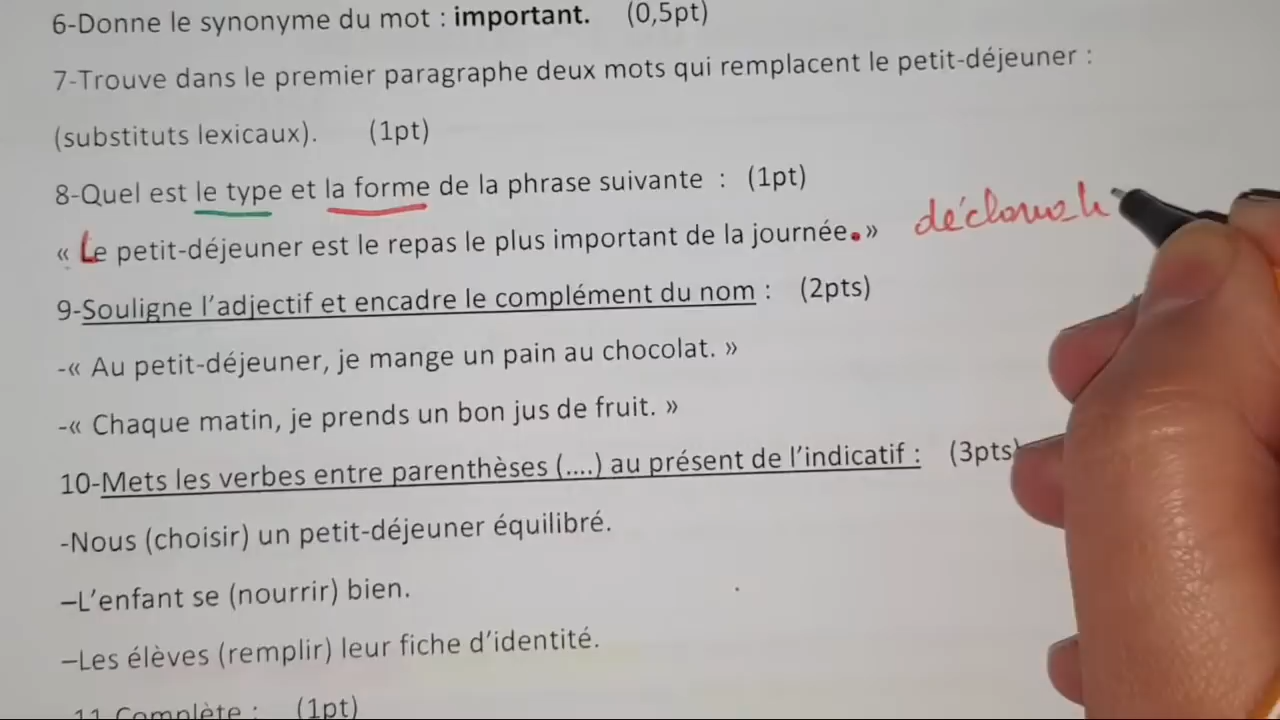 6-Donne le synonyme du mot : important. (0,5pt)
7-Trouve dans le premier paragraphe deux mots qui remplacent le petit-déjeuner :
(substituts lexicaux). (1pt)
8-Quel est le type et la forme de la phrase suivante : (1pt)
« Le petit-déjeuner est le repas le plus important de la journée. »
9-Souligne l'adjectif et encadre le complément du nom : (2pts)
-« Au petit-déjeuner, je mange un pain au chocolat. »
-« Chaque matin, je prends un bon jus de fruit. »
10-Mets les verbes entre parenthèses (....) au présent de l'indicatif : (3pts)
-Nous (choisir) un petit-déjeuner équilibré.
–L'enfant se (nourrir) bien.
–Les élèves (remplir) leur fiche d'identité.
11 Complète : (1pt)